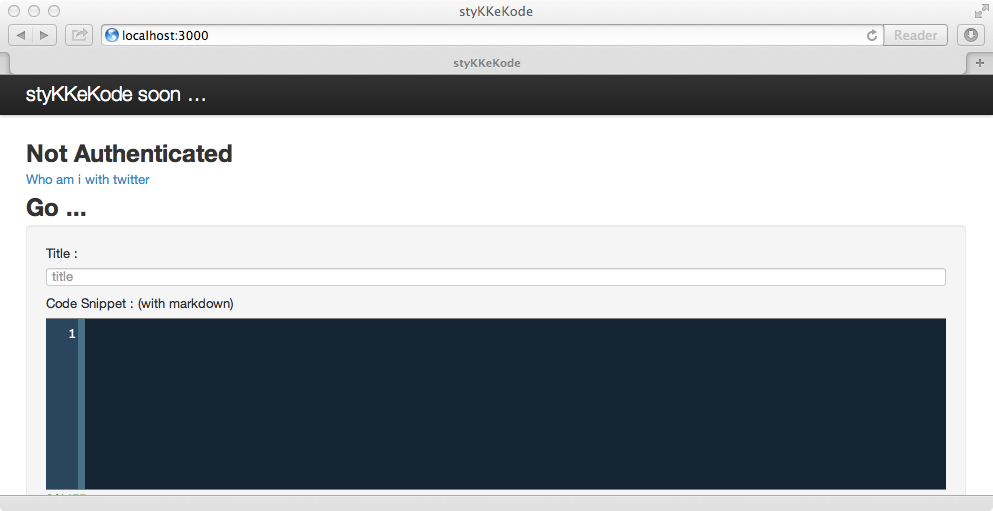 styKKeKode
localhost:3000
Reader
styKKeKode
styKKeKode soon ...
Not Authenticated
Who am i with twitter
Go ...
Title :
title
Code Snippet : (with markdown)
1